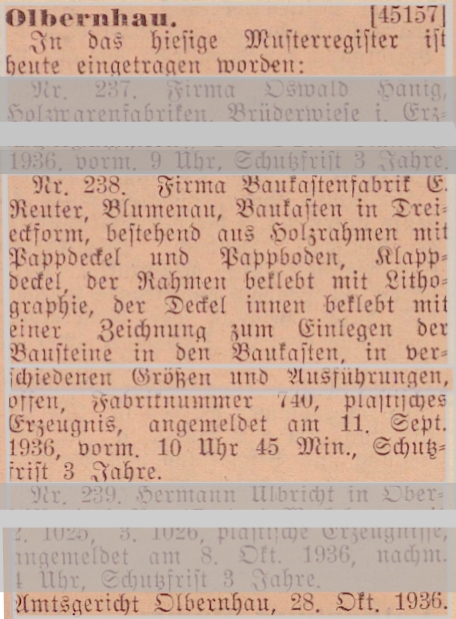 Olbernhau. [45157]
In das hiesige Musterregister ist
heute eingetragen worden:
Nr. 237. Firma Oswald Hanig,
Holzwarenfabriken, Brüderwiese i. Erz-
1936, vorm. 9 Uhr, Schutzfrist 3 Jahre.
Nr. 238. Firma Baukastenfabrik E.
Reuter, Blumenau, Baukasten in Drei-
eckform, bestehend aus Holzrahmen mit
Pappdeckel und Pappboden, Klapp-
deckel, der Rahmen beklebt mit Litho-
graphie, der Deckel innen beklebt mit
einer Zeichnung zum Einlegen der
Bausteine in den Baukasten, in ver-
schiedenen Größen und Ausführungen,
offen, Fabriknummer 740, plastisches
Erzeugnis, angemeldet am 11. Sept.
1936, vorm. 10 Uhr 45 Min., Schutz-
frist 3 Jahre.
Nr. 239. Hermann Ulbricht in Ober-
2. 1025, 3. 1026, plastische Erzeugnisse,
angemeldet am 8. Okt. 1936, nachm.
4 Uhr, Schutzfrist 3 Jahre.
Amtsgericht Olbernhau, 28. Okt. 1936.